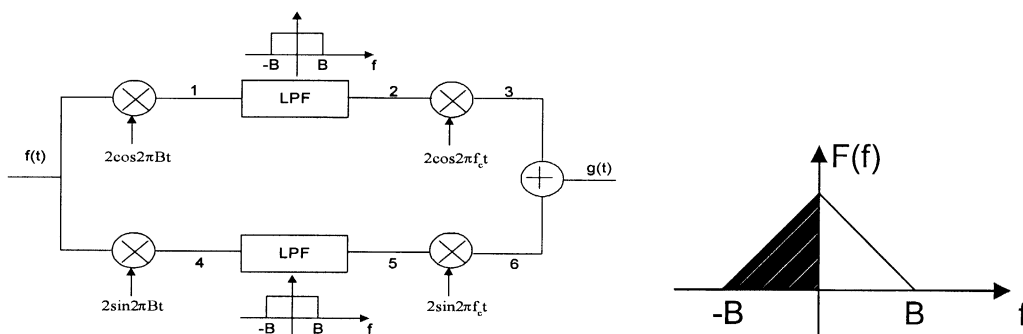 -B B f
1 LPF 2 3
2cos2πBt 2cos2πf_ct
f(t) g(t)
F(f)
4 LPF 5 6
2sin2πBt 2sin2πf_ct
-B B f
-B B f